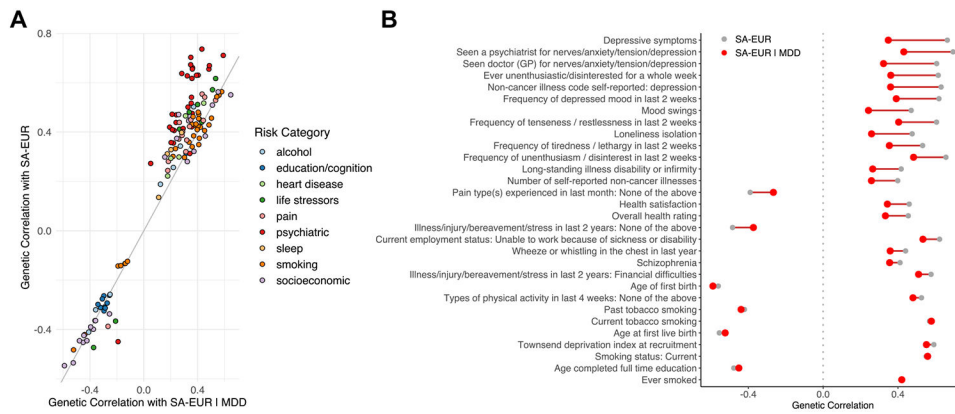 A
0.8
0.4
0.0
-0.4
Genetic Correlation with SA-EUR
-0.4
0.0
0.4
Genetic Correlation with SA-EUR | MDD
Risk Category
alcohol
education/cognition
heart disease
life stressors
pain
psychiatric
sleep
smoking
socioeconomic
B
SA-EUR
SA-EUR | MDD
Depressive symptoms
Seen a psychiatrist for nerves/anxiety/tension/depression
Seen doctor (GP) for nerves/anxiety/tension/depression
Ever unenthusiastic/disinterested for a whole week
Non-cancer illness code self-reported: depression
Frequency of depressed mood in last 2 weeks
Mood swings
Frequency of tenseness / restlessness in last 2 weeks
Loneliness isolation
Frequency of tiredness / lethargy in last 2 weeks
Frequency of unenthusiasm / disinterest in last 2 weeks
Long-standing illness disability or infirmity
Number of self-reported non-cancer illnesses
Pain type(s) experienced in last month: None of the above
Health satisfaction
Overall health rating
Illness/injury/bereavement/stress in last 2 years: None of the above
Current employment status: Unable to work because of sickness or disability
Wheeze or whistling in the chest in last year
Schizophrenia
Illness/injury/bereavement/stress in last 2 years: Financial difficulties
Age of first birth
Types of physical activity in last 4 weeks: None of the above
Past tobacco smoking
Current tobacco smoking
Age at first live birth
Townsend deprivation index at recruitment
Smoking status: Current
Age completed full time education
Ever smoked
-0.4
0.0
0.4
Genetic Correlation